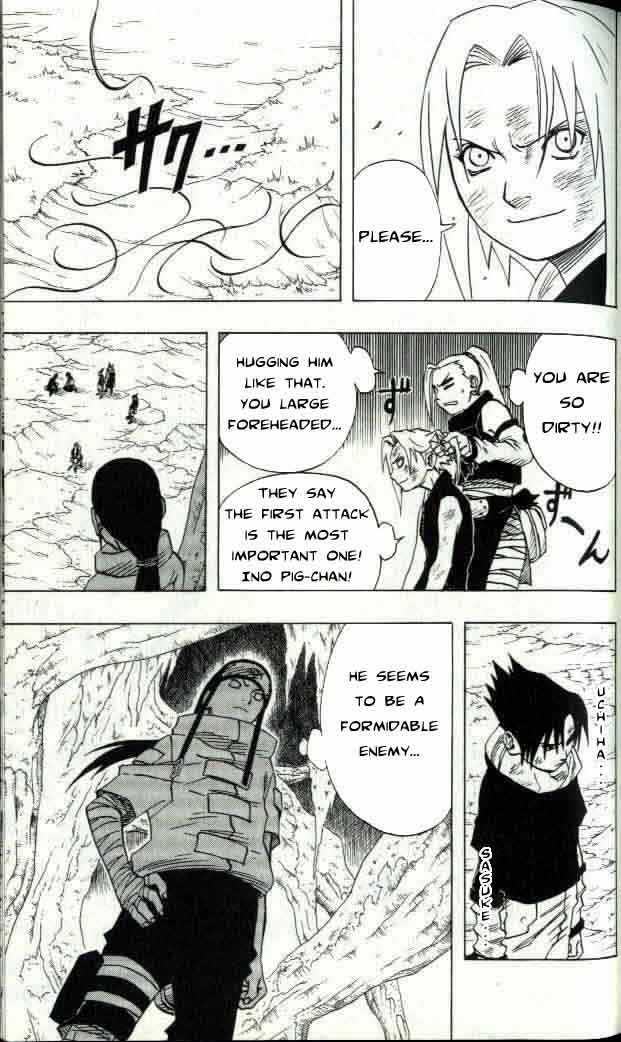 PLEASE...
サク...
YOU ARE
SO
DIRTY!!
HUGGING HIM
LIKE THAT.
YOU LARGE
FOREHEADED...
ず
ずーん
THEY SAY
THE FIRST ATTACK
IS THE MOST
IMPORTANT ONE!
INO PIG-CHAN!
UCHIHA...
SASUKE...
HE SEEMS
TO BE A
FORMIDABLE
ENEMY...